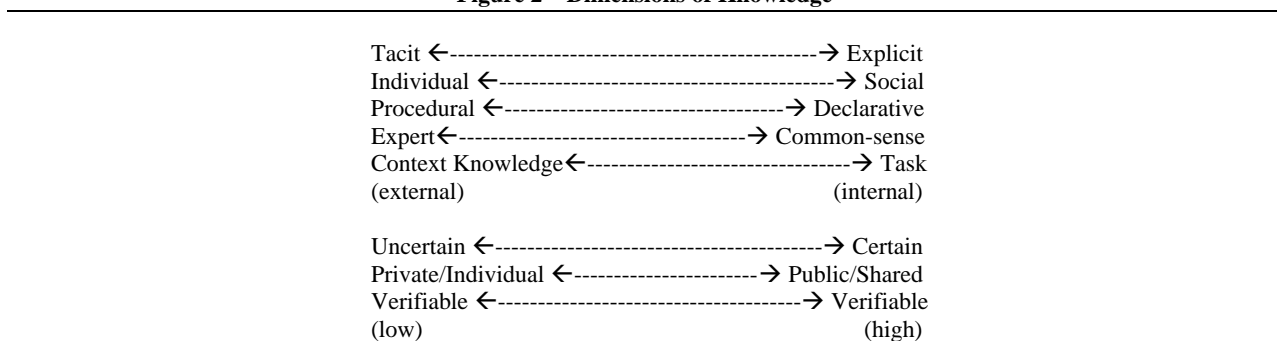 Figure 2 – Dimensions of Knowledge
Tacit ←----------------------------------------------→ Explicit
Individual ←------------------------------------------→ Social
Procedural ←-----------------------------------→ Declarative
Expert←------------------------------------→ Common-sense
Context Knowledge←--------------------------------→ Task
(external) (internal)
Uncertain ←-----------------------------------------→ Certain
Private/Individual ←-----------------------→ Public/Shared
Verifiable ←--------------------------------------→ Verifiable
(low) (high)